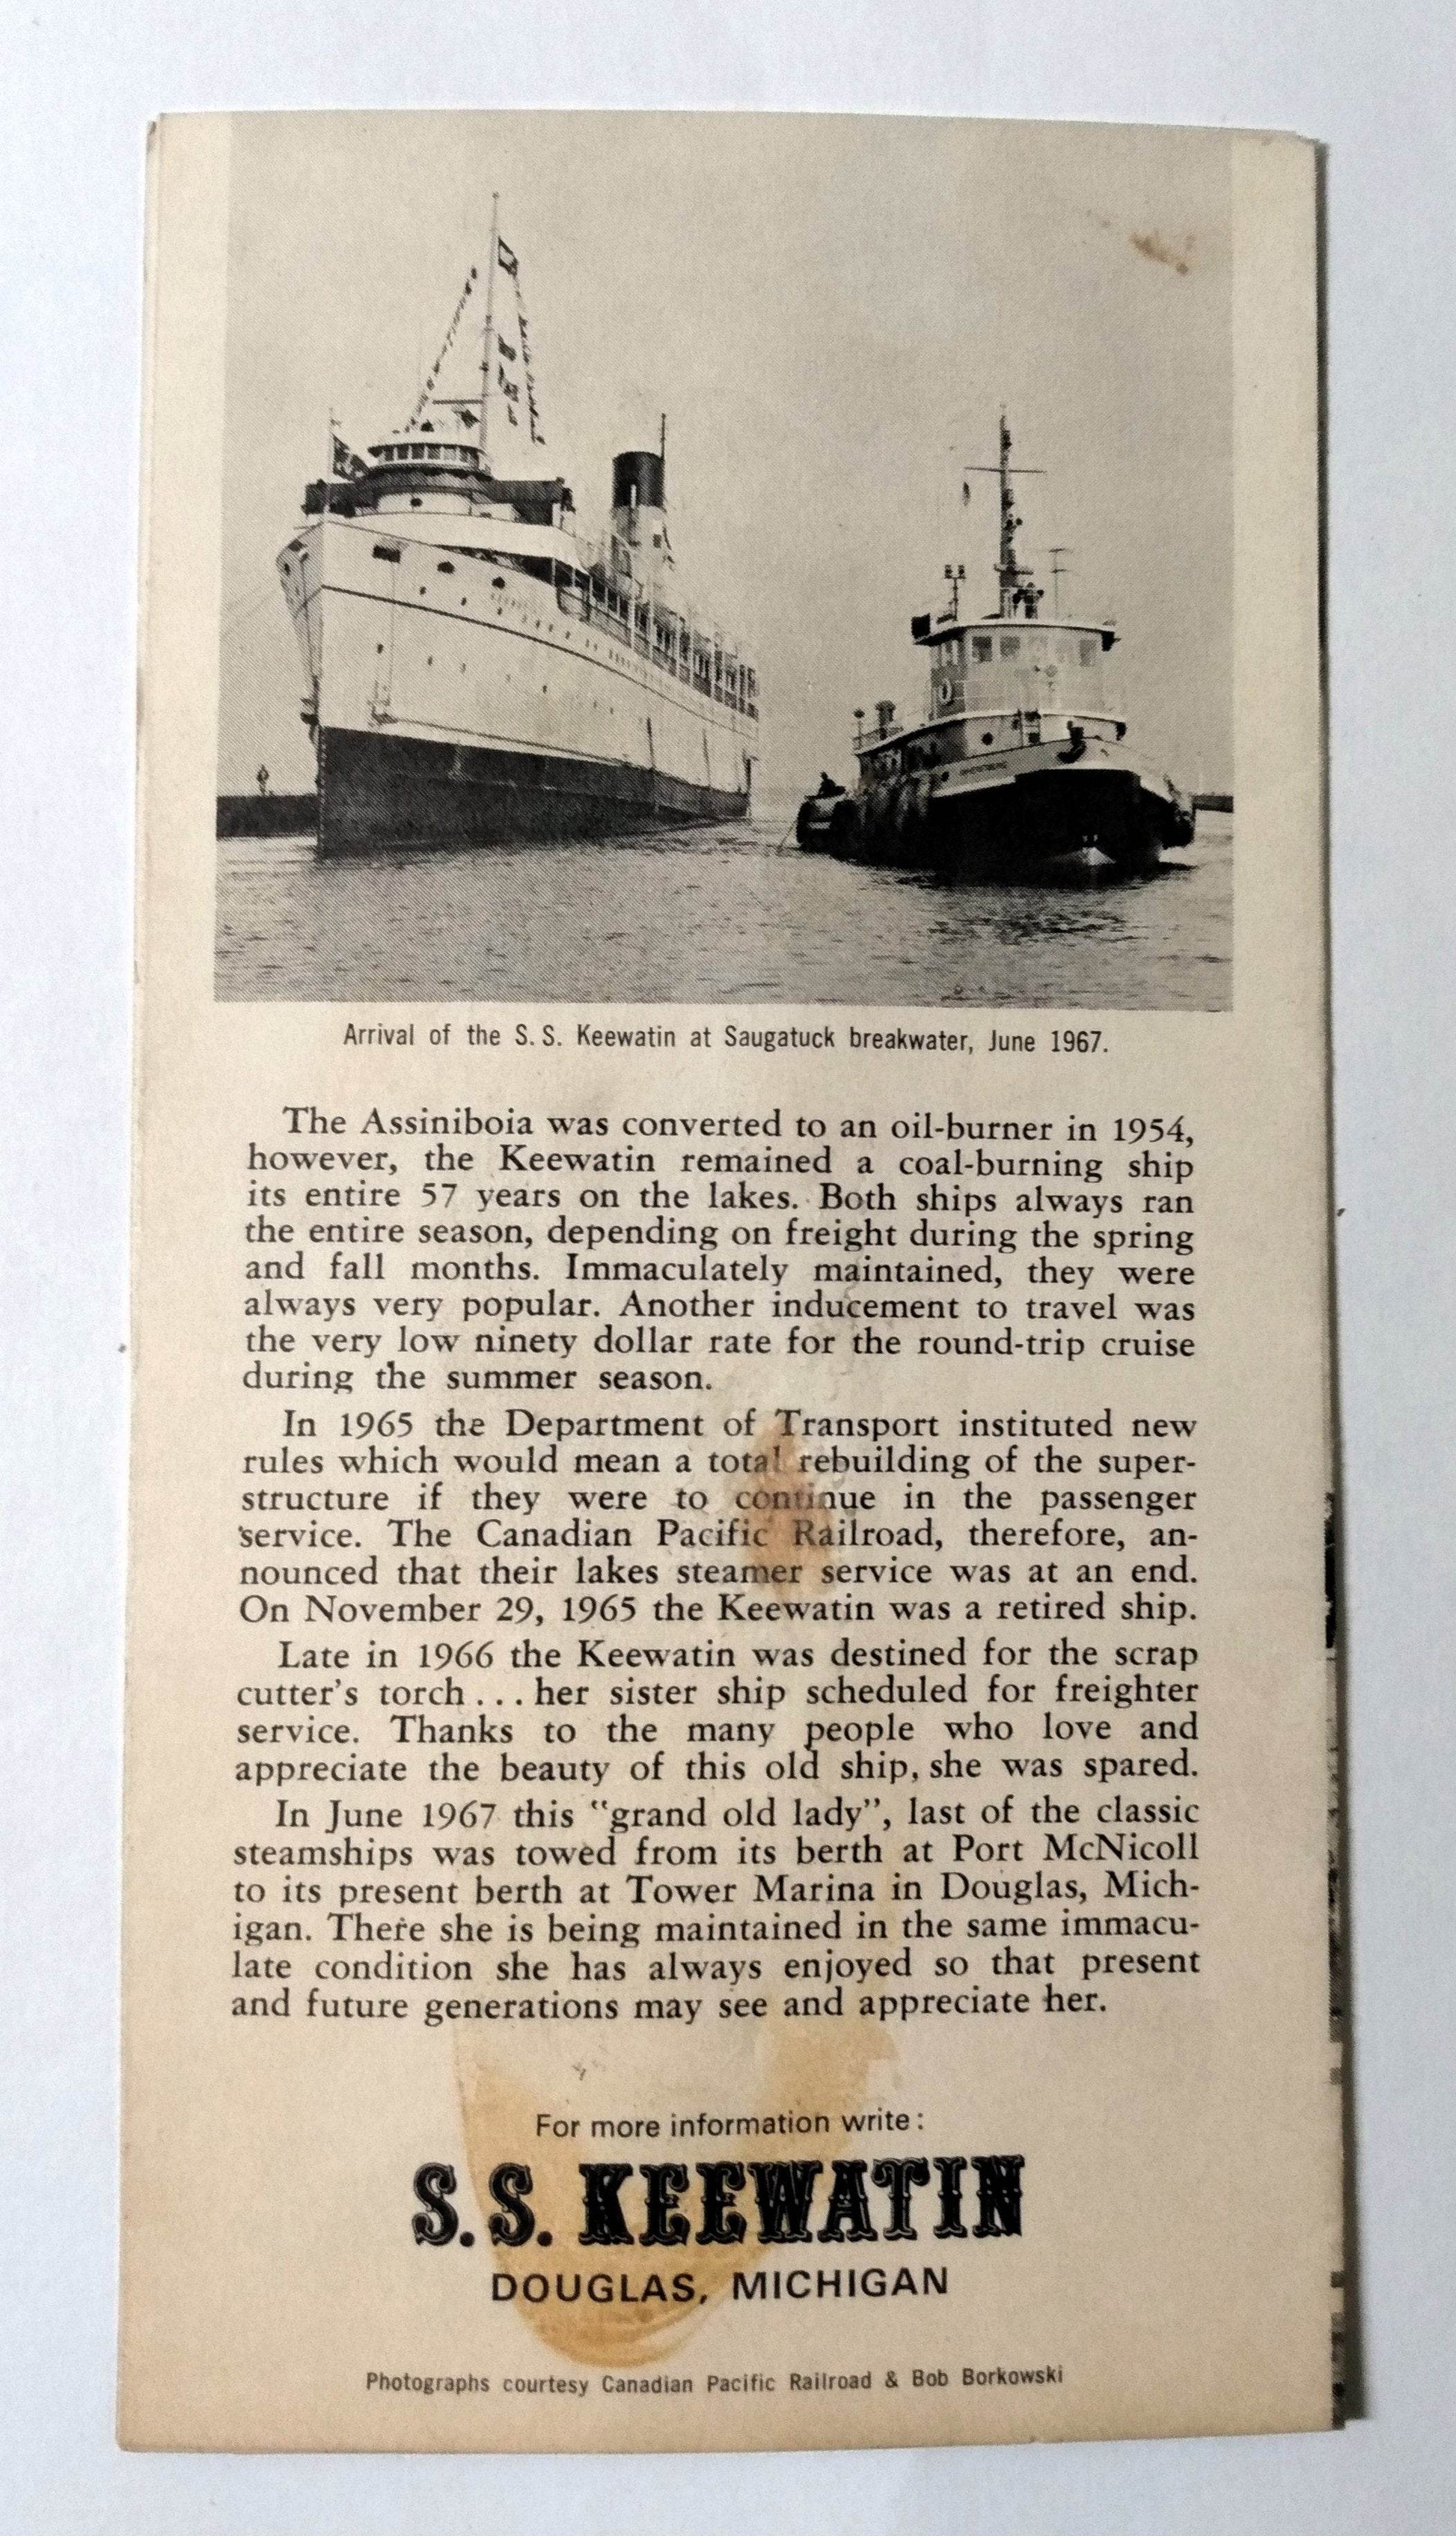 Arrival of the S. S. Keewatin at Saugatuck breakwater, June 1967.
The Assiniboia was converted to an oil-burner in 1954,
however, the Keewatin remained a coal-burning ship
its entire 57 years on the lakes. Both ships always ran
the entire season, depending on freight during the spring
and fall months. Immaculately maintained, they were
always very popular. Another inducement to travel was
the very low ninety dollar rate for the round-trip cruise
during the summer season.
In 1965 the Department of Transport instituted new
rules which would mean a total rebuilding of the super-
structure if they were to continue in the passenger
service. The Canadian Pacific Railroad, therefore, an-
nounced that their lakes steamer service was at an end.
On November 29, 1965 the Keewatin was a retired ship.
Late in 1966 the Keewatin was destined for the scrap
cutter's torch . . . her sister ship scheduled for freighter
service. Thanks to the many people who love and
appreciate the beauty of this old ship, she was spared.
In June 1967 this "grand old lady", last of the classic
steamships was towed from its berth at Port McNicoll
to its present berth at Tower Marina in Douglas, Mich-
igan. There she is being maintained in the same immacu-
late condition she has always enjoyed so that present
and future generations may see and appreciate her.
For more information write:
S.S. KEEWATIN
DOUGLAS, MICHIGAN
Photographs courtesy Canadian Pacific Railroad & Bob Borkowski